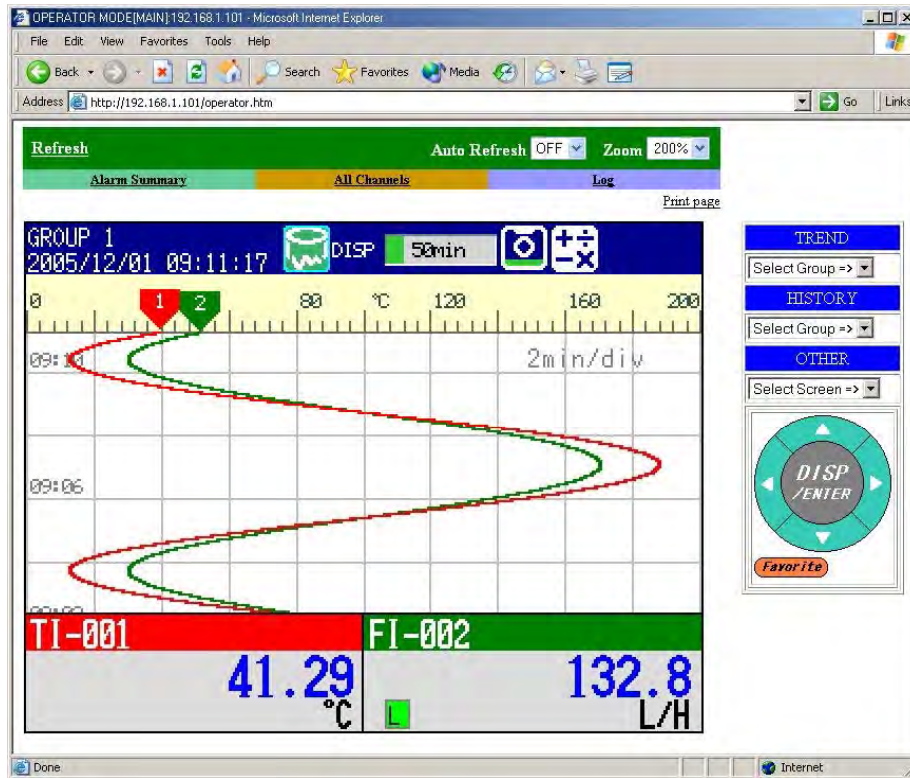 OPERATOR MODE[MAIN]:192.168.1.101 - Microsoft Internet Explorer
File Edit View Favorites Tools Help
Back Search Favorites Media
Address http://192.168.1.101/operator.htm Go Links
Refresh Auto Refresh OFF Zoom 200%
Alarm Summary All Channels Log
Print page
GROUP 1
2005/12/01 09:11:17 DISP 50min
0 1 2 80 °C 120 160 200
2min/div
09:06
TI-001 FI-002
41.29 132.8
°C L L/H
TREND
Select Group =>
HISTORY
Select Group =>
OTHER
Select Screen =>
DISP
/ENTER
Favorite
Done Internet